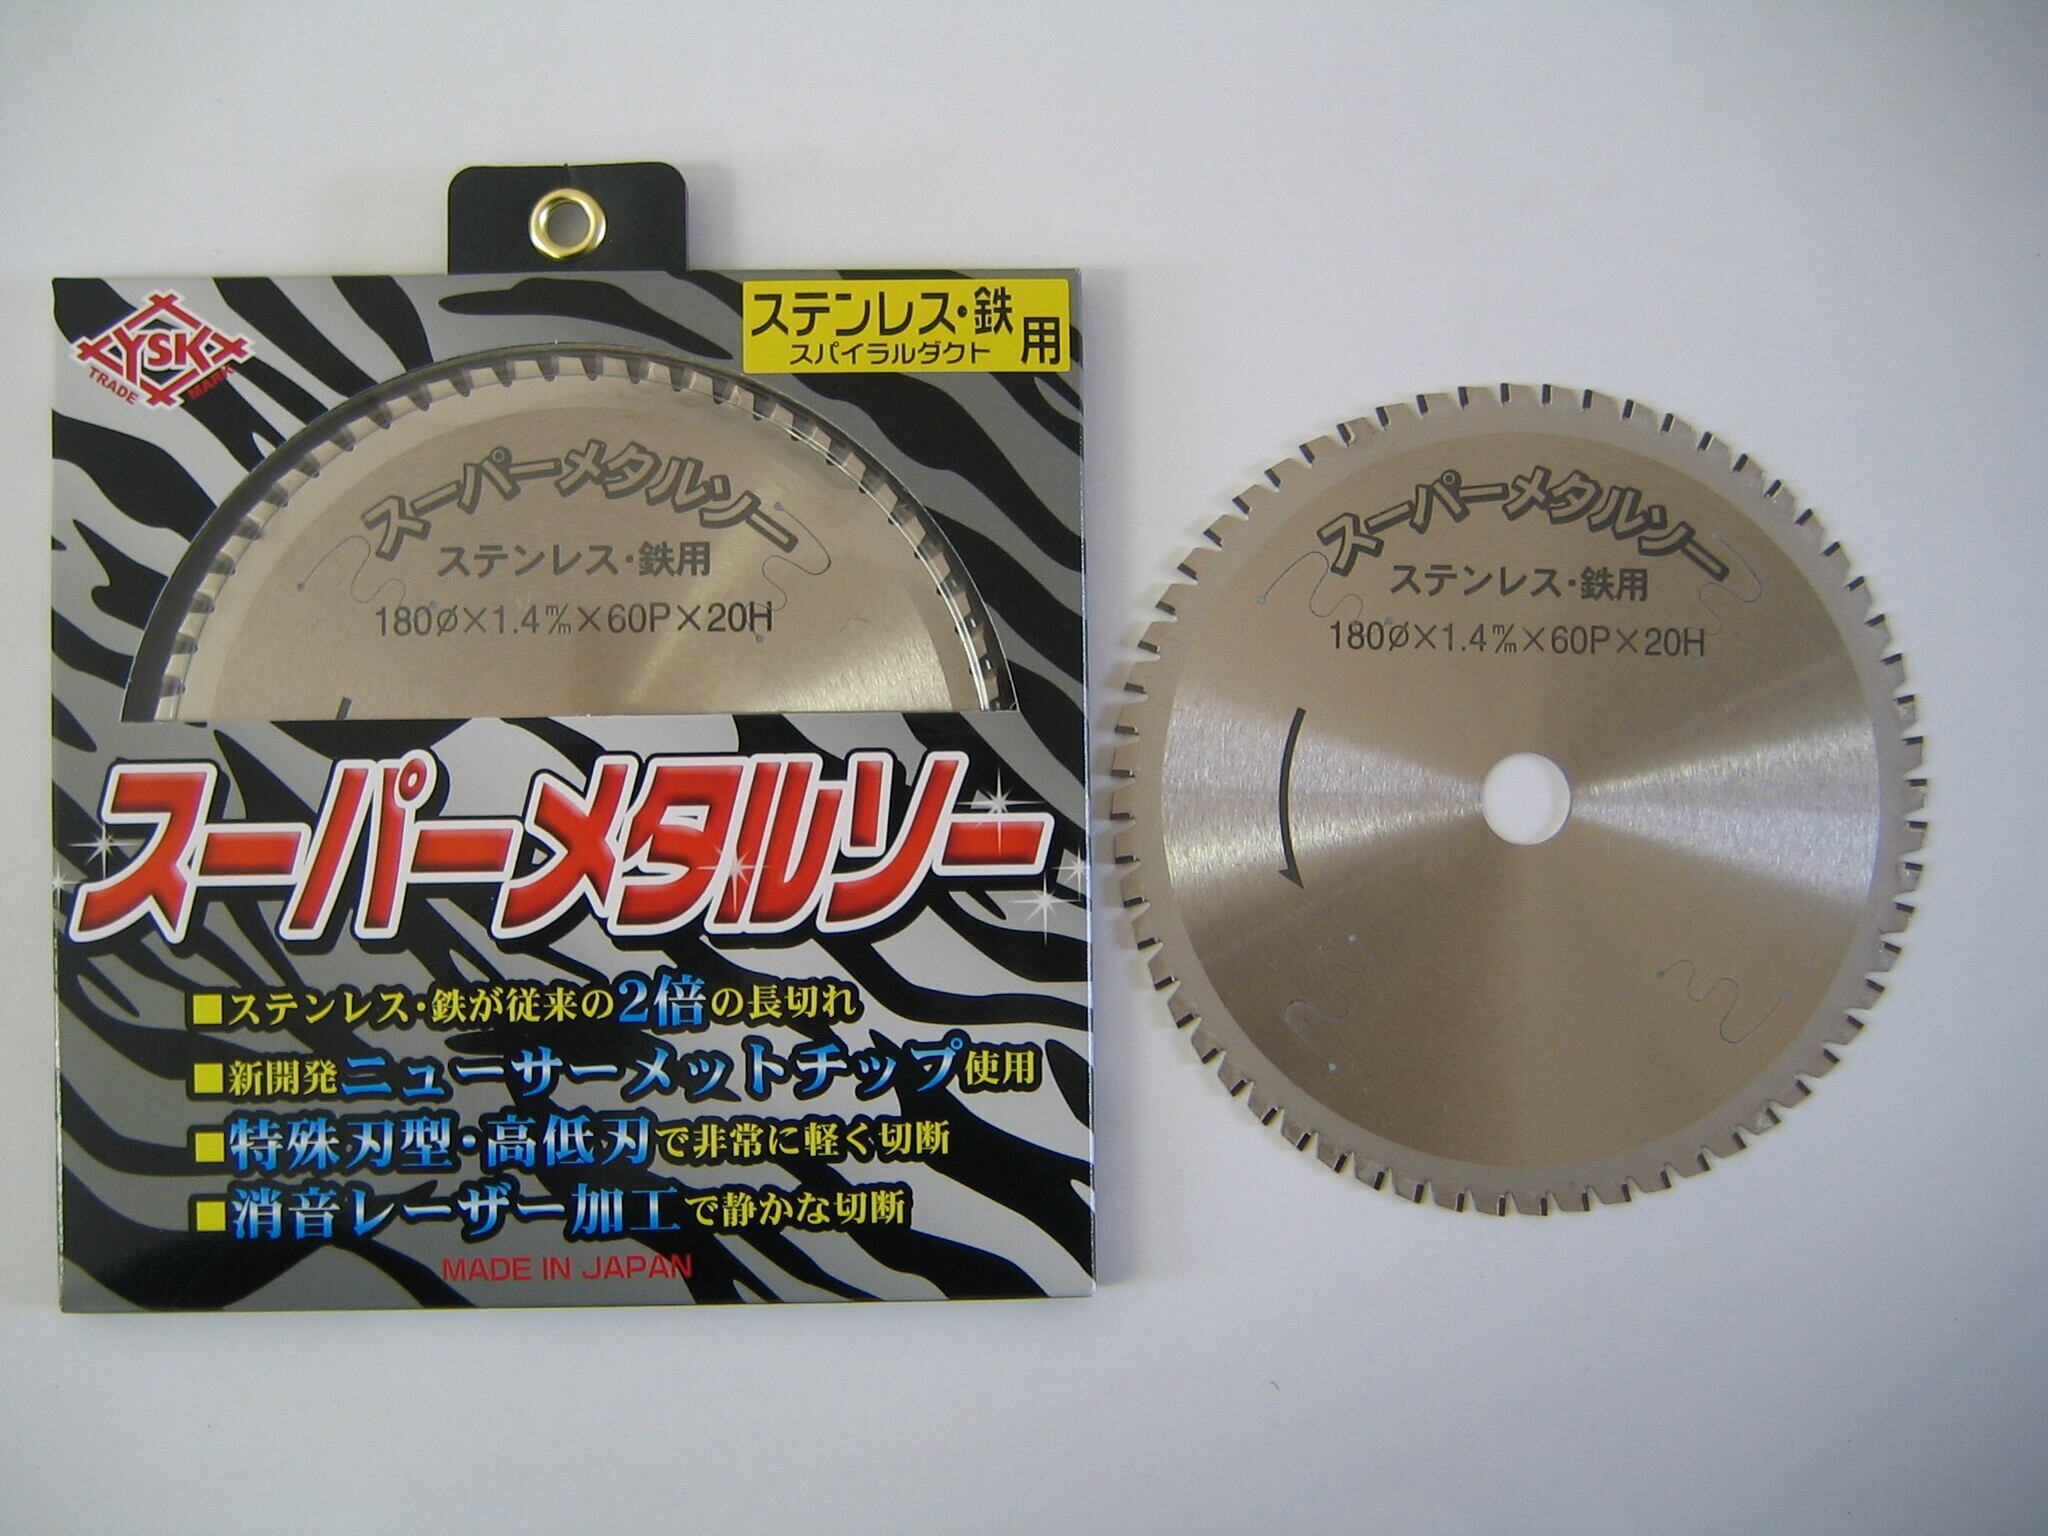 YSK
TRADE MARK
ステンレス・鉄
スパイラルダクト
用
スーパーメタルソー
ステンレス・鉄用
180φ×1.4㎜×60P×20H
スーパーメタルソー
■ステンレス・鉄が従来の2倍の長切れ
■新開発ニューサーメットチップ使用
■特殊刃型・高低刃で非常に軽く切断
■消音レーザー加工で静かな切断
MADE IN JAPAN
スーパーメタルソー
ステンレス・鉄用
180φ×1.4㎜×60P×20H